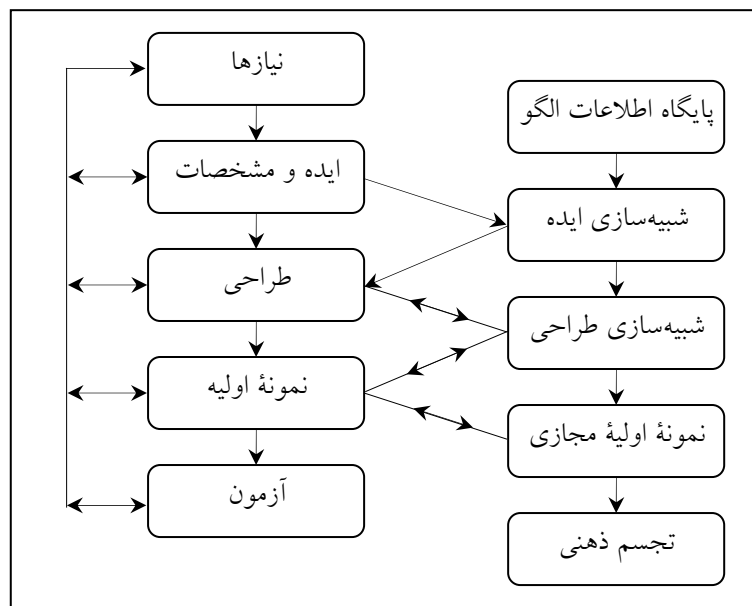 نیازها
ایده و مشخصات
طراحی
نمونهٔ اولیه
آزمون
پایگاه اطلاعات الگو
شبیه‌سازی ایده
شبیه‌سازی طراحی
نمونهٔ اولیهٔ مجازی
تجسم ذهنی